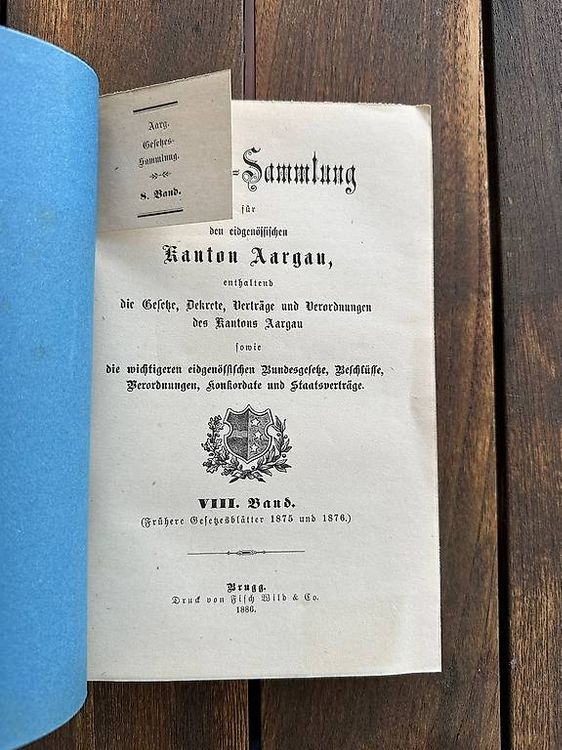 Aarg.
Gesetzes-
Sammlung.
8. Band.
=Sammlung
für
den eidgenössischen
Kanton Aargau,
enthaltend
die Gesetze, Dekrete, Verträge und Verordnungen
des Kantons Aargau
sowie
die wichtigeren eidgenössischen Bundesgesetze, Beschlüsse,
Verordnungen, Konkordate und Staatsverträge.
VIII. Band.
(Frühere Gesetzesblätter 1875 und 1876.)
Brugg.
Druck von Fisch Wild & Co.
1886.